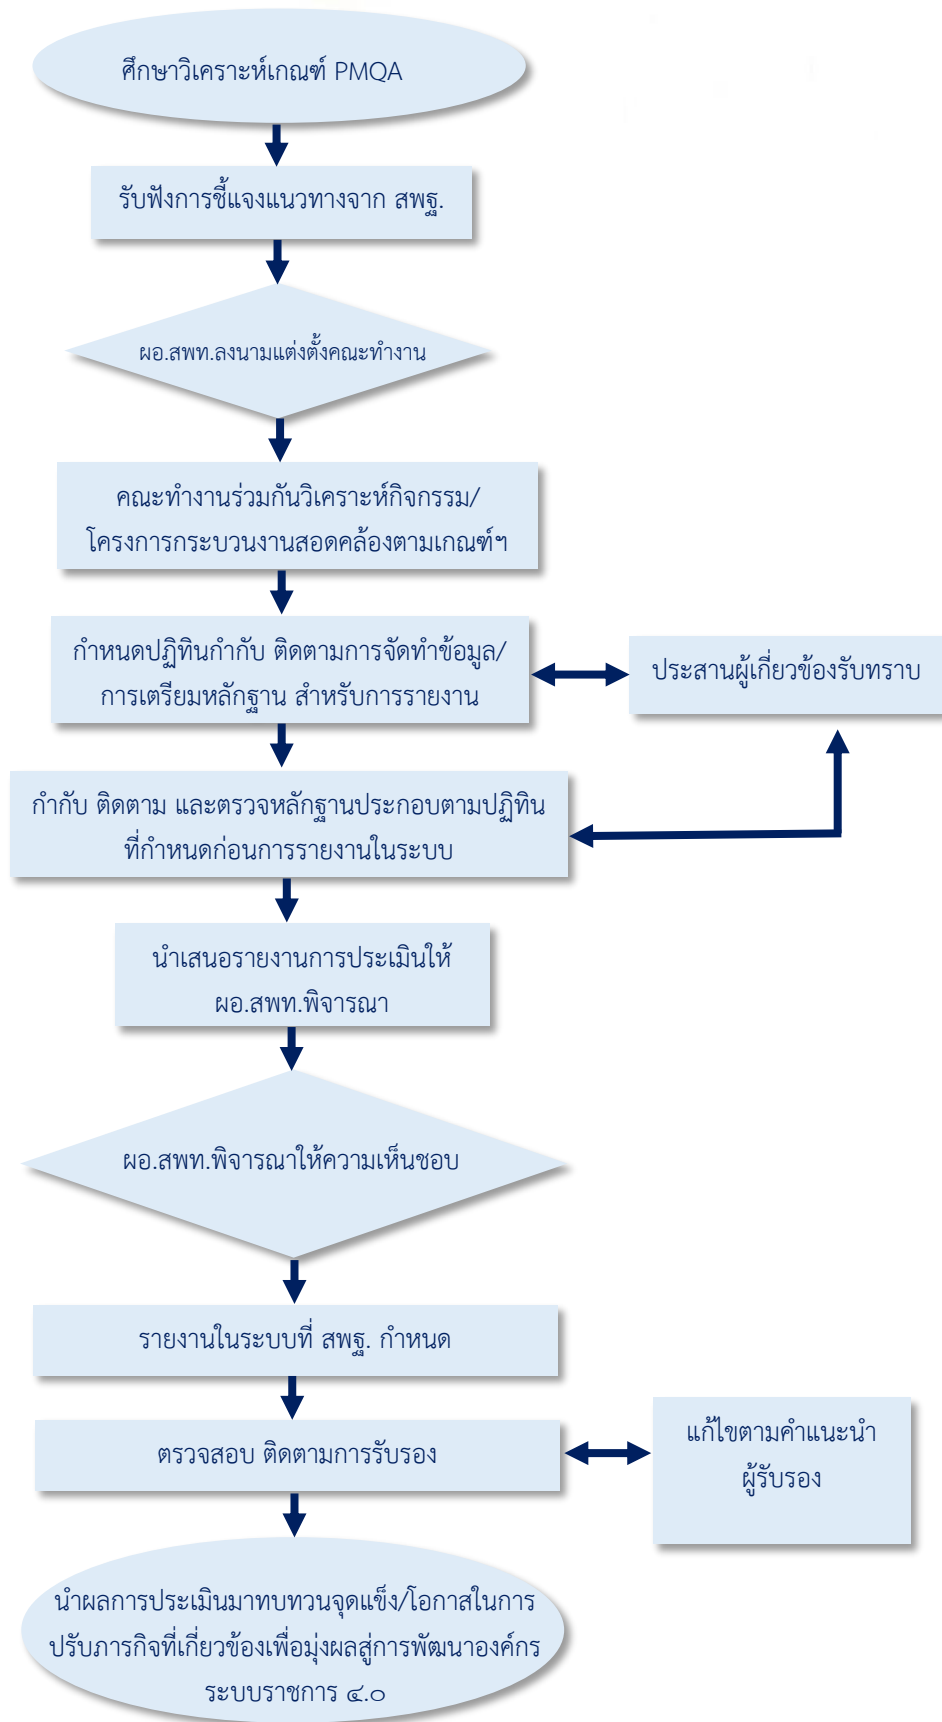 ศึกษาวิเคราะห์เกณฑ์ PMQA
รับฟังการชี้แจงแนวทางจาก สพฐ.
ผอ.สพท.ลงนามแต่งตั้งคณะทำงาน
คณะทำงานร่วมกันวิเคราะห์กิจกรรม/
โครงการกระบวนงานสอดคล้องตามเกณฑ์ฯ
กำหนดปฏิทินกำกับ ติดตามการจัดทำข้อมูล/
การเตรียมหลักฐาน สำหรับการรายงาน
ประสานผู้เกี่ยวข้องรับทราบ
กำกับ ติดตาม และตรวจหลักฐานประกอบตามปฏิทิน
ที่กำหนดก่อนการรายงานในระบบ
นำเสนอรายงานการประเมินให้
ผอ.สพท.พิจารณา
ผอ.สพท.พิจารณาให้ความเห็นชอบ
รายงานในระบบที่ สพฐ. กำหนด
ตรวจสอบ ติดตามการรับรอง
แก้ไขตามคำแนะนำ
ผู้รับรอง
นำผลการประเมินมาทบทวนจุดแข็ง/โอกาสในการ
ปรับภารกิจที่เกี่ยวข้องเพื่อมุ่งผลสู่การพัฒนาองค์กร
ระบบราชการ ๔.๐